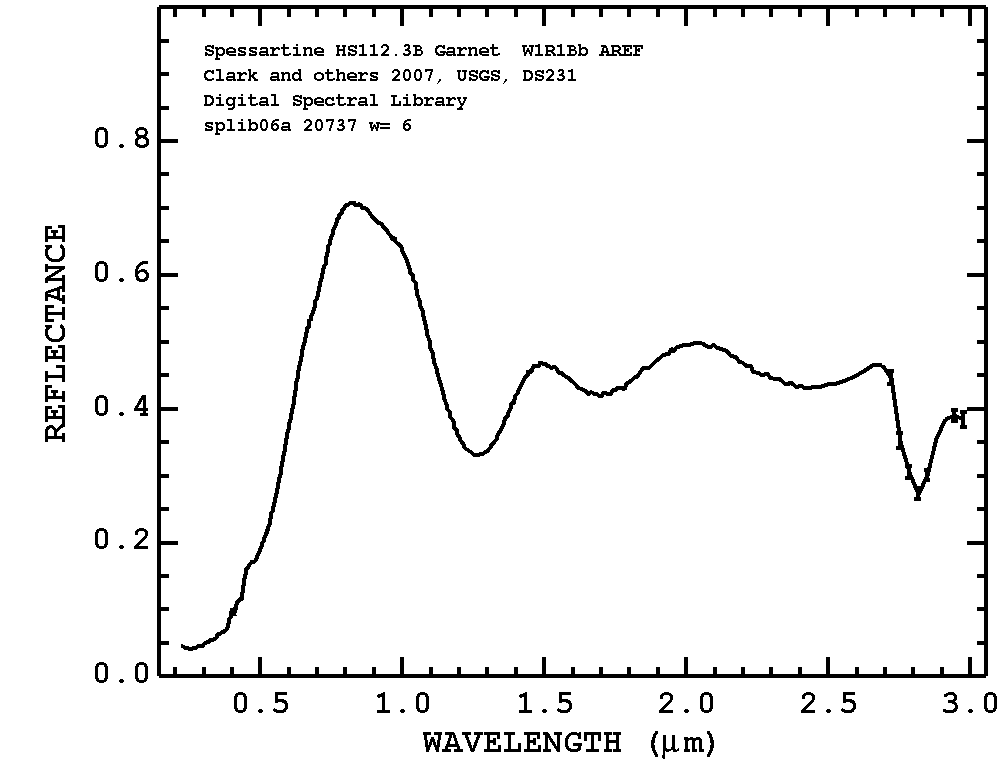 Spessartine HS112.3B Garnet W1R1Bb AREF
Clark and others 2007, USGS, DS231
Digital Spectral Library
splib06a 20737 w= 6
REFLECTANCE
0.8
0.6
0.4
0.2
0.0
0.5 1.0 1.5 2.0 2.5 3.0
WAVELENGTH (μm)